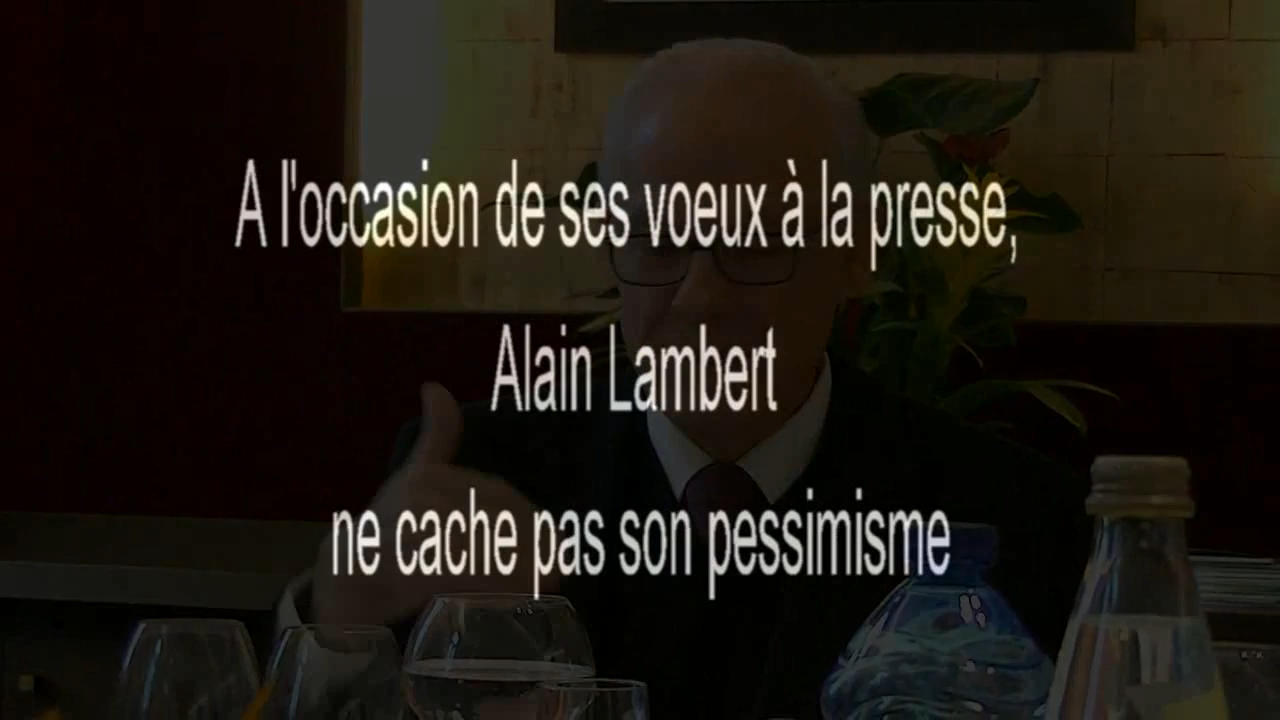 A l'occasion de ses voeux à la presse,
Alain Lambert
ne cache pas son pessimisme